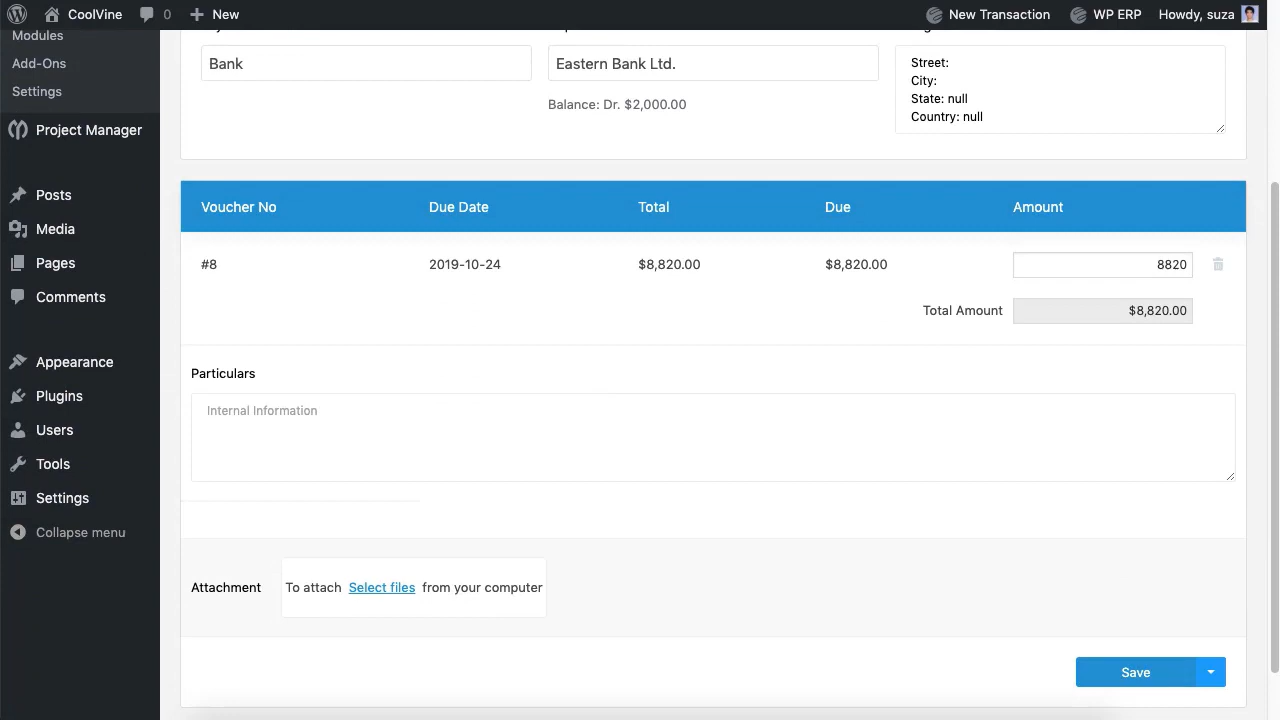 CoolVine 0 New New Transaction WP ERP Howdy, suza
Modules
Add-Ons
Settings
Project Manager
Posts
Media
Pages
Comments
Appearance
Plugins
Users
Tools
Settings
Collapse menu
Bank
Eastern Bank Ltd.
Balance: Dr. $2,000.00
Street:
City:
State: null
Country: null
Voucher No Due Date Total Due Amount
#8 2019-10-24 $8,820.00 $8,820.00 8820
Total Amount $8,820.00
Particulars
Internal Information
Attachment To attach Select files from your computer
Save